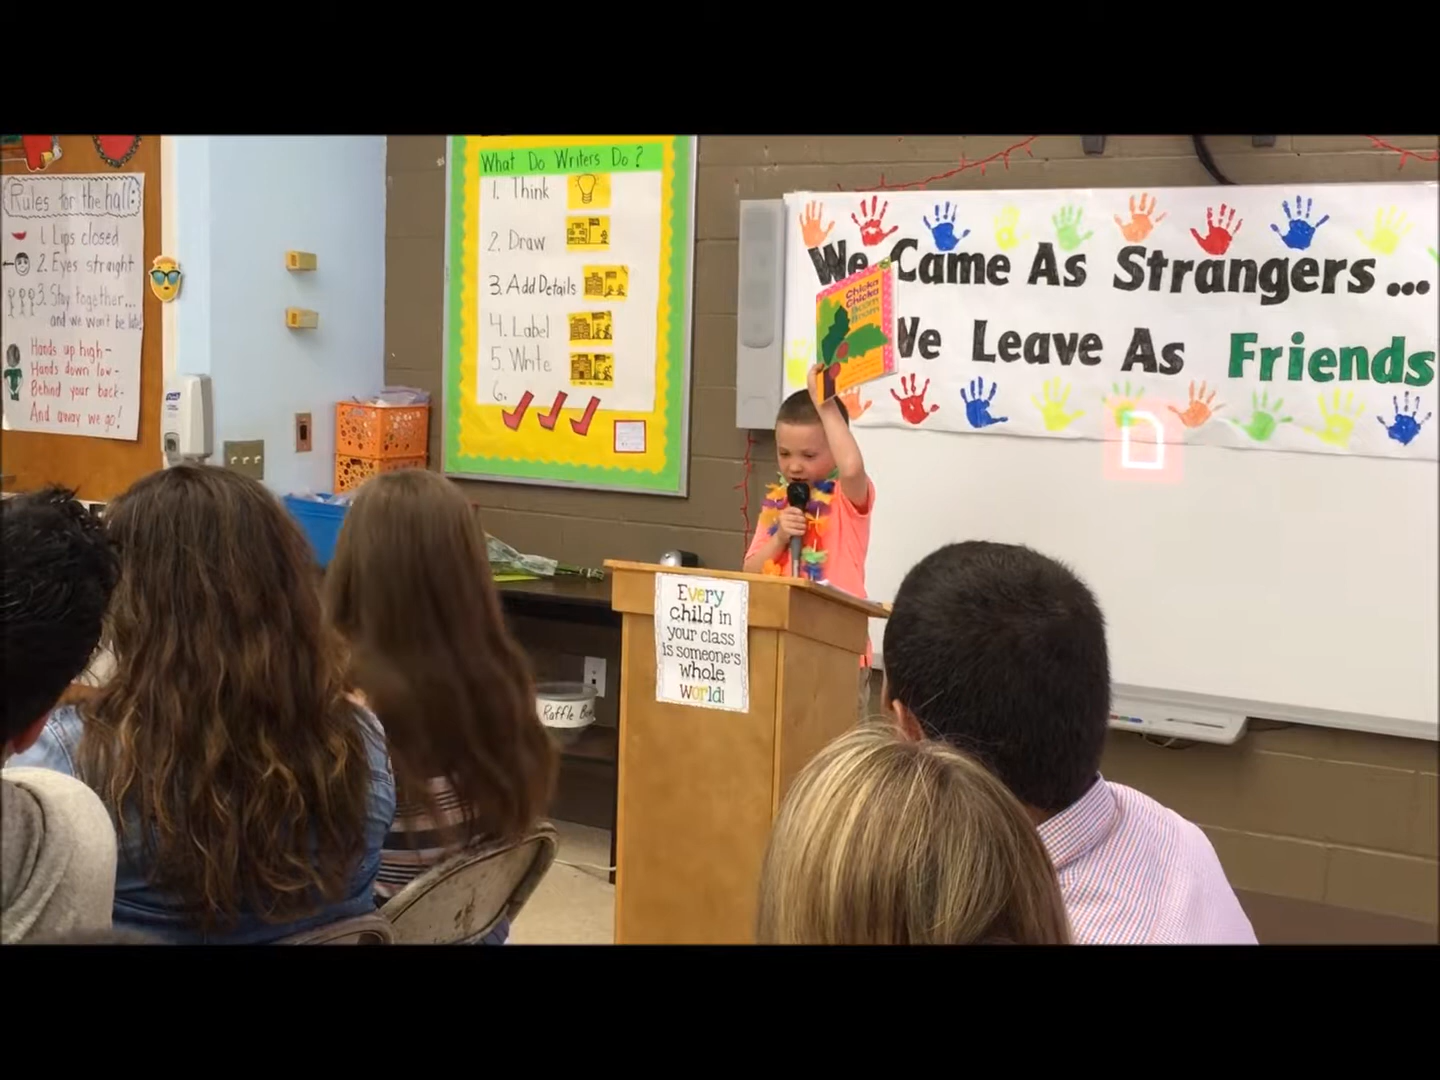 Rules for the hall:
1. Lips closed
2. Eyes straight
3. Stay together...
and we won't be late!
Hands up high-
Hands down low-
Behind your back-
And away we go!
What Do Writers Do?
1. Think
2. Draw
3. Add Details
4. Label
5. Write
6.
We Came As Strangers...
We Leave As Friends
Chicka
Chicka
Boom
Boom
Every
child in
your class
is someone's
whole
world!
Raffle